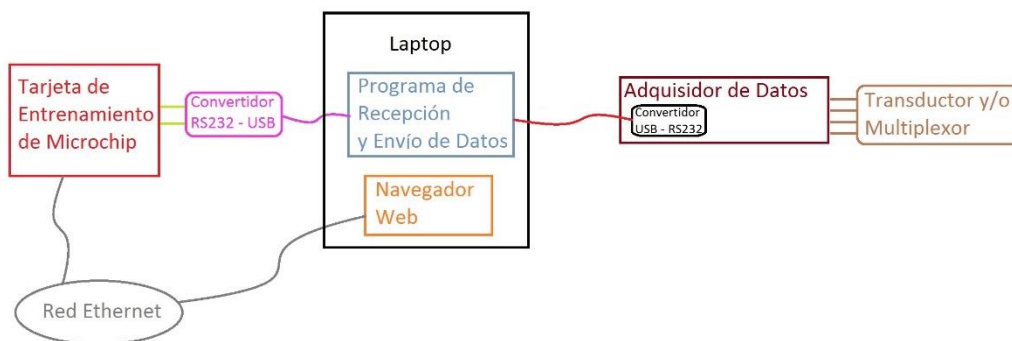 Laptop
Tarjeta de
Entrenamiento
de Microchip
Convertidor
RS232 - USB
Programa de
Recepción
y Envío de Datos
Navegador
Web
Adquisidor de Datos
Convertidor
USB - RS232
Transductor y/o
Multiplexor
Red Ethernet